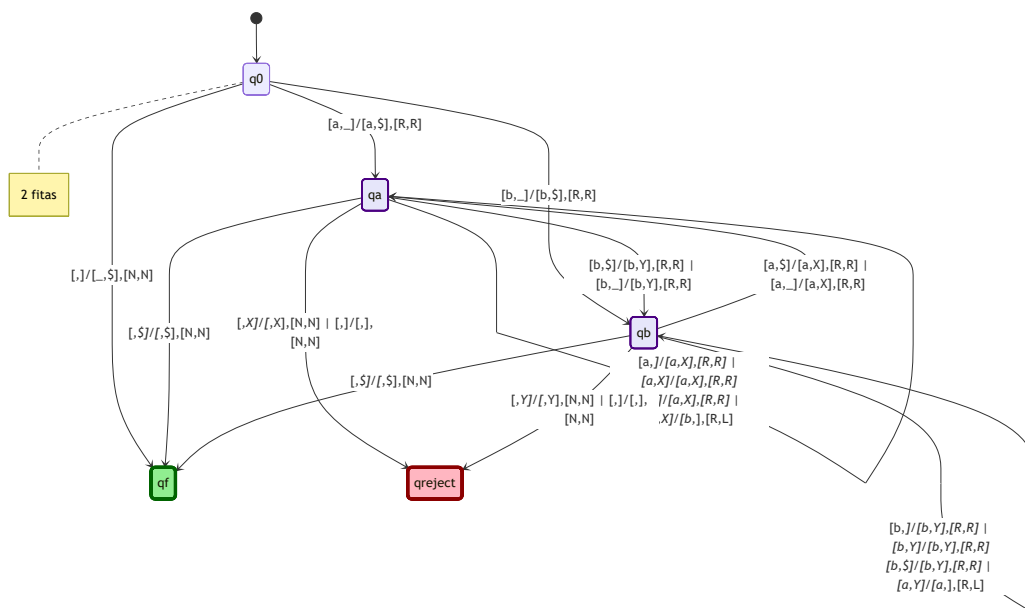 q0
[a,_]/[a,$],[R,R]
2 fitas
qa
[b,_]/[b,$],[R,R]
[,]/[_,$],[N,N]
[b,$]/[b,Y],[R,R] |
[b,_]/[b,Y],[R,R]
[a,$]/[a,X],[R,R] |
[a,_]/[a,X],[R,R]
[,$]/[,$],[N,N]
[,X]/[,X],[N,N] | [,]/[,],
[N,N]
qb
[a,]/[a,X],[R,R] |
[a,X]/[a,X],[R,R]
]/[a,X],[R,R] |
,X]/[b,],[R,L]
[,$]/[,$],[N,N]
[,Y]/[,Y],[N,N] | [,]/[,],
[N,N]
qf
qreject
[b,]/[b,Y],[R,R] |
[b,Y]/[b,Y],[R,R]
[b,$]/[b,Y],[R,R] |
[a,Y]/[a,],[R,L]